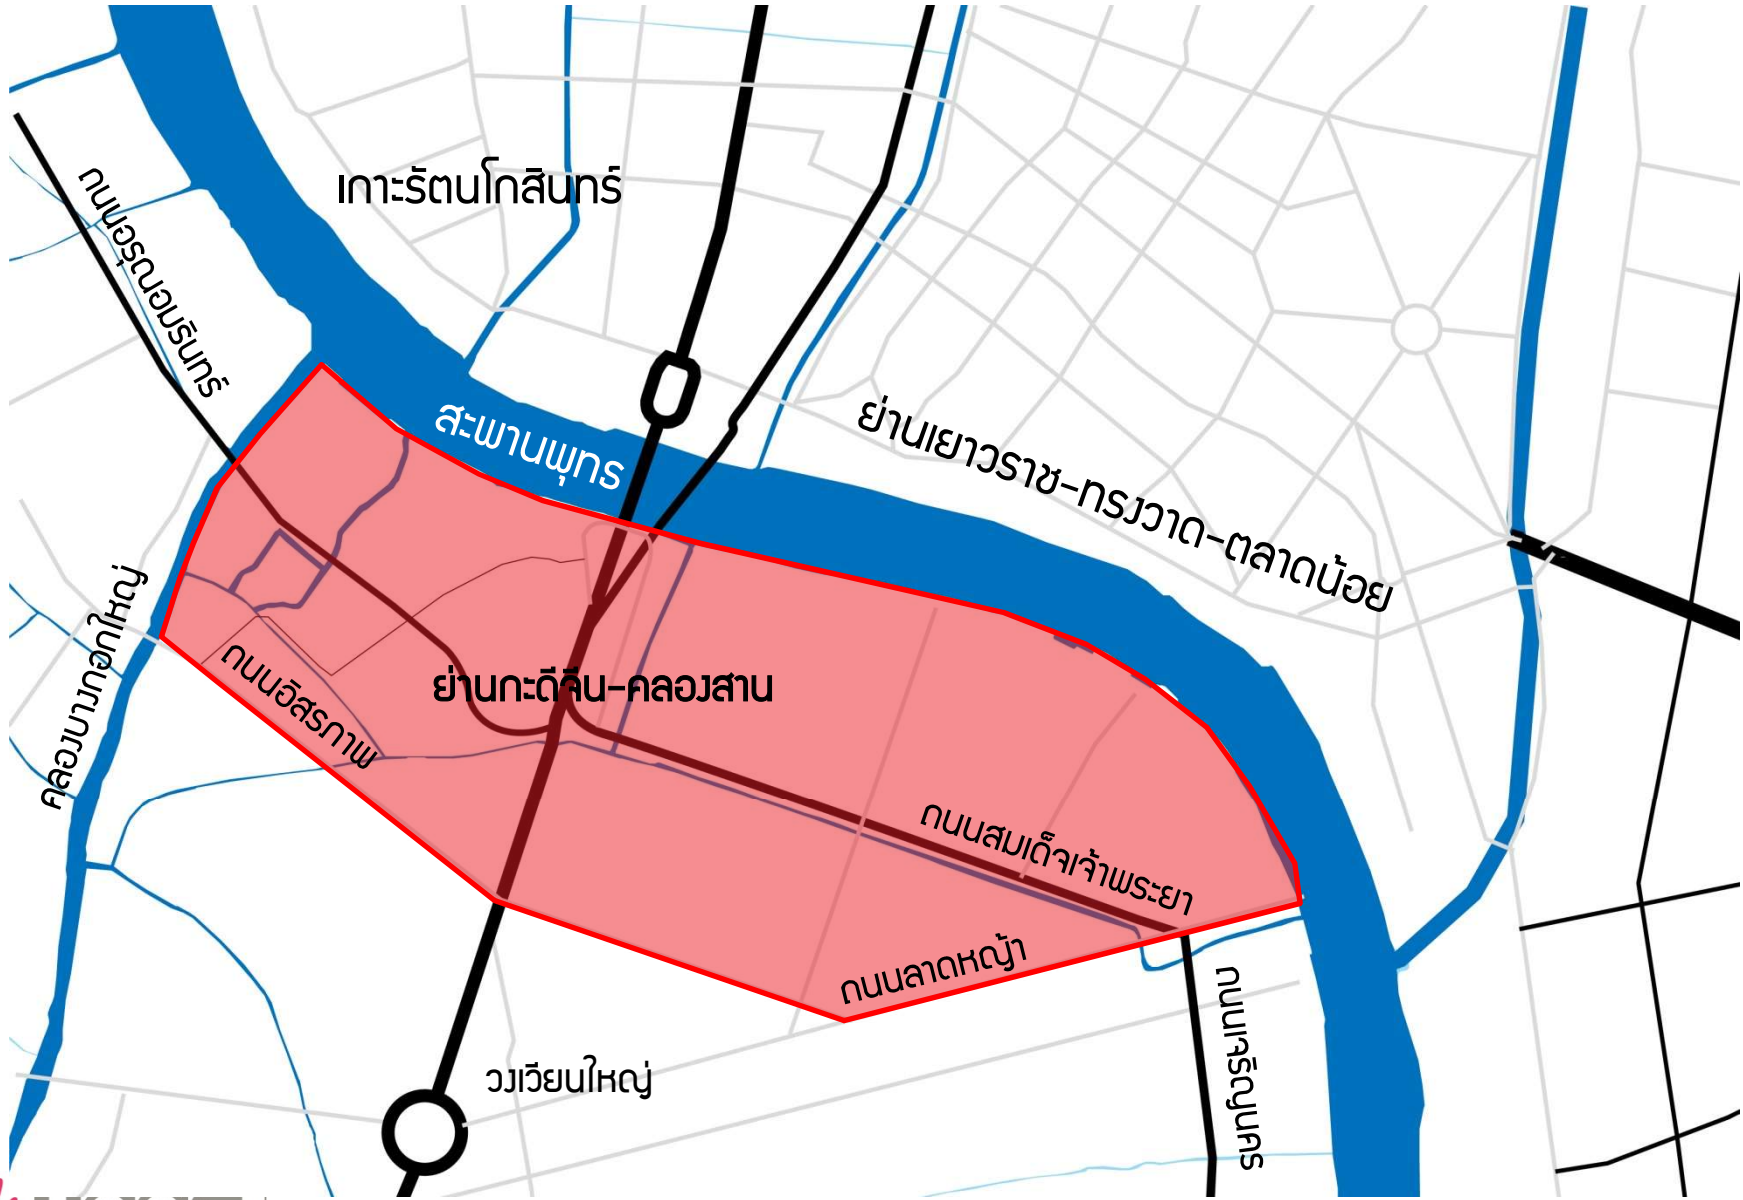 เกาะรัตนโกสินทร์
ถนนอรุณอมรินทร์
สะพานพุทธ
ย่านเยาวราช-ทรงวาด-ตลาดน้อย
คลองบางกอกใหญ่
ถนนอิสรภาพ
ย่านกะดีจีน-คลองสาน
ถนนสมเด็จเจ้าพระยา
ถนนลาดหญ้า
ถนนเจริญนคร
วงเวียนใหญ่